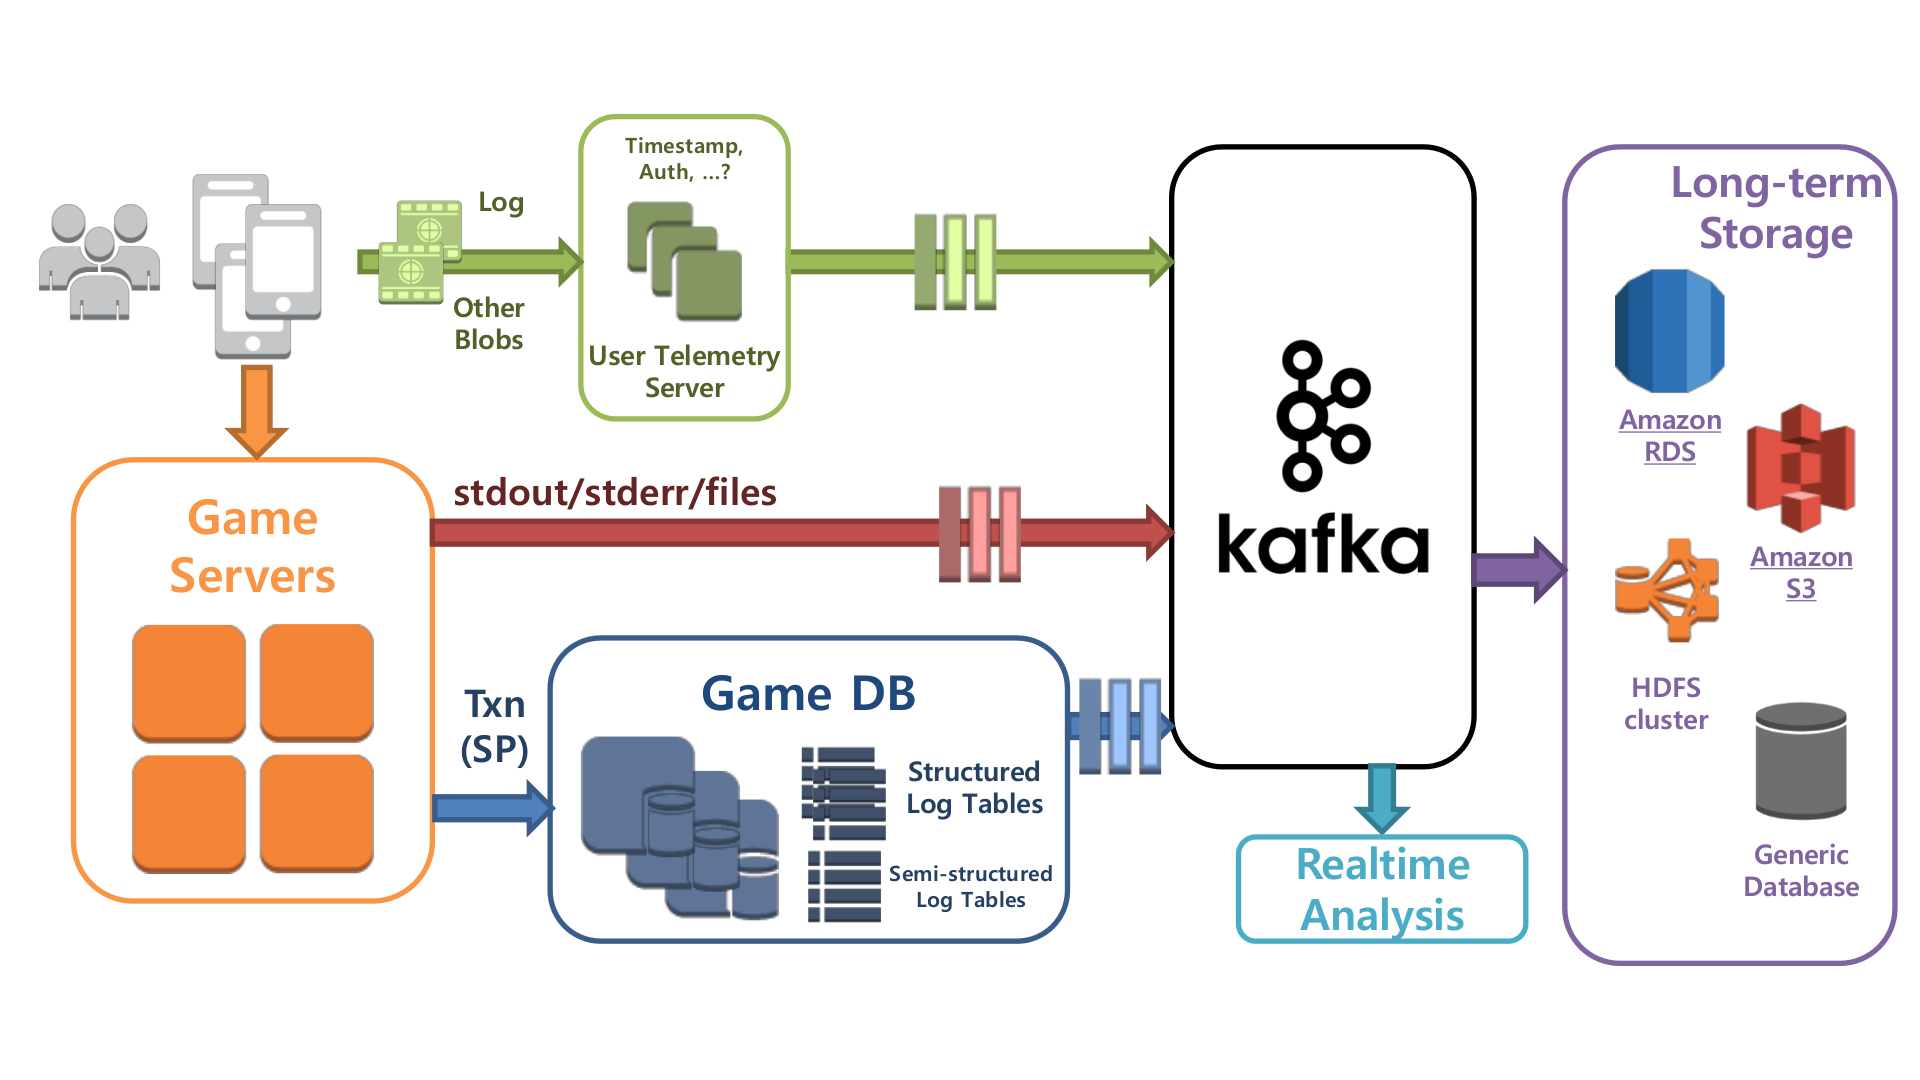 Timestamp,
Auth, ...?
Log
Other
Blobs
User Telemetry
Server
Game
Servers
stdout/stderr/files
Txn
(SP)
Game DB
Structured
Log Tables
Semi-structured
Log Tables
kafka
Realtime
Analysis
Long-term
Storage
Amazon
RDS
Amazon
S3
HDFS
cluster
Generic
Database